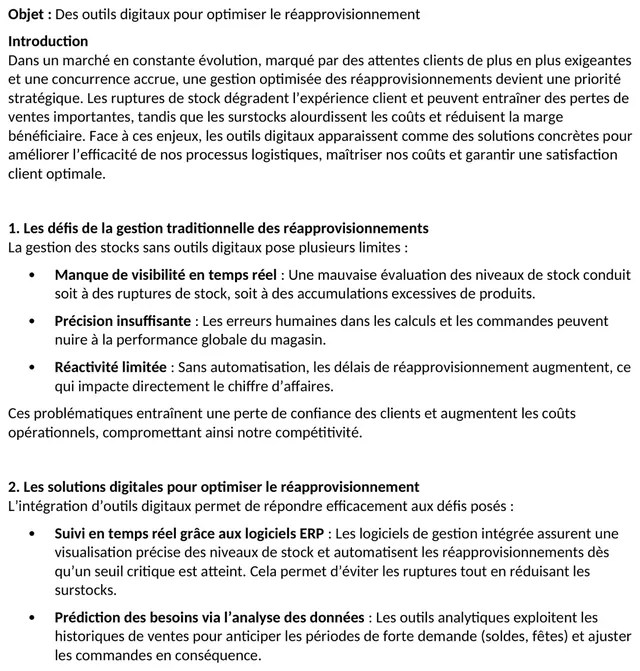 Objet : Des outils digitaux pour optimiser le réapprovisionnement
Introduction
Dans un marché en constante évolution, marqué par des attentes clients de plus en plus exigeantes
et une concurrence accrue, une gestion optimisée des réapprovisionnements devient une priorité
stratégique. Les ruptures de stock dégradent l’expérience client et peuvent entraîner des pertes de
ventes importantes, tandis que les surstocks alourdissent les coûts et réduisent la marge
bénéficiaire. Face à ces enjeux, les outils digitaux apparaissent comme des solutions concrètes pour
améliorer l’efficacité de nos processus logistiques, maîtriser nos coûts et garantir une satisfaction
client optimale.
1. Les défis de la gestion traditionnelle des réapprovisionnements
La gestion des stocks sans outils digitaux pose plusieurs limites :
• Manque de visibilité en temps réel : Une mauvaise évaluation des niveaux de stock conduit
soit à des ruptures de stock, soit à des accumulations excessives de produits.
• Précision insuffisante : Les erreurs humaines dans les calculs et les commandes peuvent
nuire à la performance globale du magasin.
• Réactivité limitée : Sans automatisation, les délais de réapprovisionnement augmentent, ce
qui impacte directement le chiffre d’affaires.
Ces problématiques entraînent une perte de confiance des clients et augmentent les coûts
opérationnels, compromettant ainsi notre compétitivité.
2. Les solutions digitales pour optimiser le réapprovisionnement
L’intégration d’outils digitaux permet de répondre efficacement aux défis posés :
• Suivi en temps réel grâce aux logiciels ERP : Les logiciels de gestion intégrée assurent une
visualisation précise des niveaux de stock et automatisent les réapprovisionnements dès
qu’un seuil critique est atteint. Cela permet d’éviter les ruptures tout en réduisant les
surstocks.
• Prédiction des besoins via l’analyse des données : Les outils analytiques exploitent les
historiques de ventes pour anticiper les périodes de forte demande (soldes, fêtes) et ajuster
les commandes en conséquence.